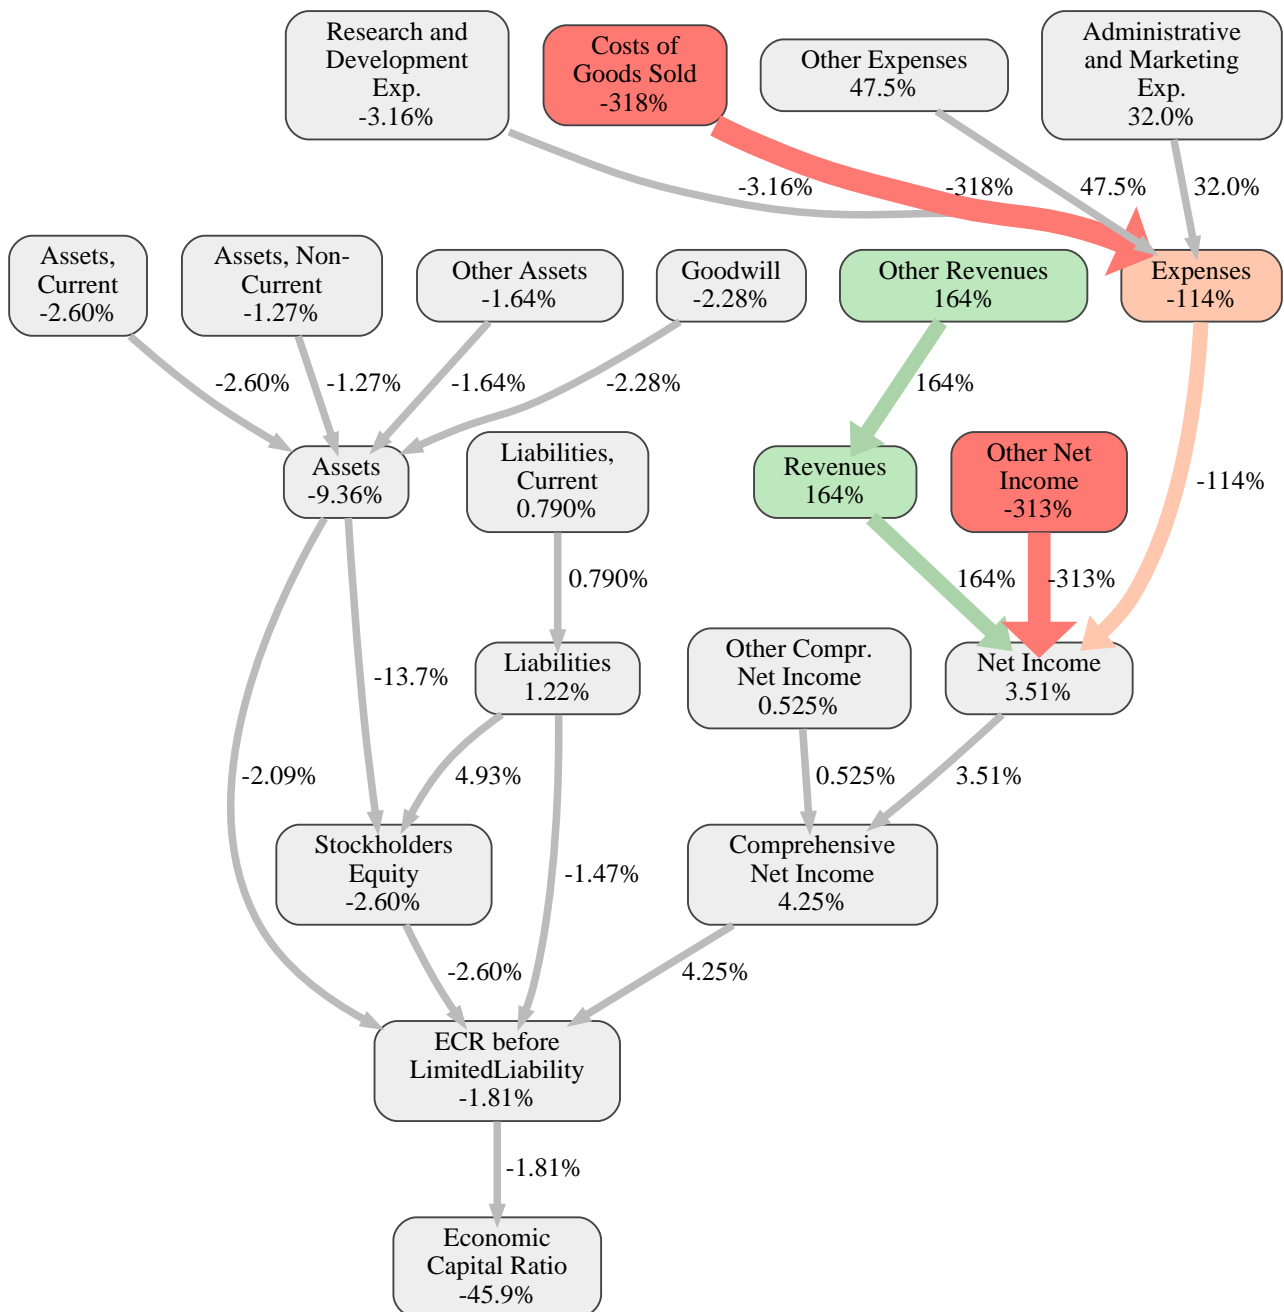 Research and
Development
Exp.
-3.16%
Costs of
Goods Sold
-318%
Other Expenses
47.5%
Administrative
and Marketing
Exp.
32.0%
-3.16%
-318%
47.5%
32.0%
Assets,
Current
-2.60%
Assets, Non-
Current
-1.27%
Other Assets
-1.64%
Goodwill
-2.28%
Other Revenues
164%
Expenses
-114%
-2.60%
-1.27%
-1.64%
-2.28%
164%
Assets
-9.36%
Liabilities,
Current
0.790%
Revenues
164%
Other Net
Income
-313%
-114%
0.790%
164%
-313%
-13.7%
Liabilities
1.22%
Other Compr.
Net Income
0.525%
Net Income
3.51%
-2.09%
4.93%
0.525%
3.51%
Stockholders
Equity
-2.60%
-1.47%
Comprehensive
Net Income
4.25%
-2.60%
4.25%
ECR before
LimitedLiability
-1.81%
-1.81%
Economic
Capital Ratio
-45.9%